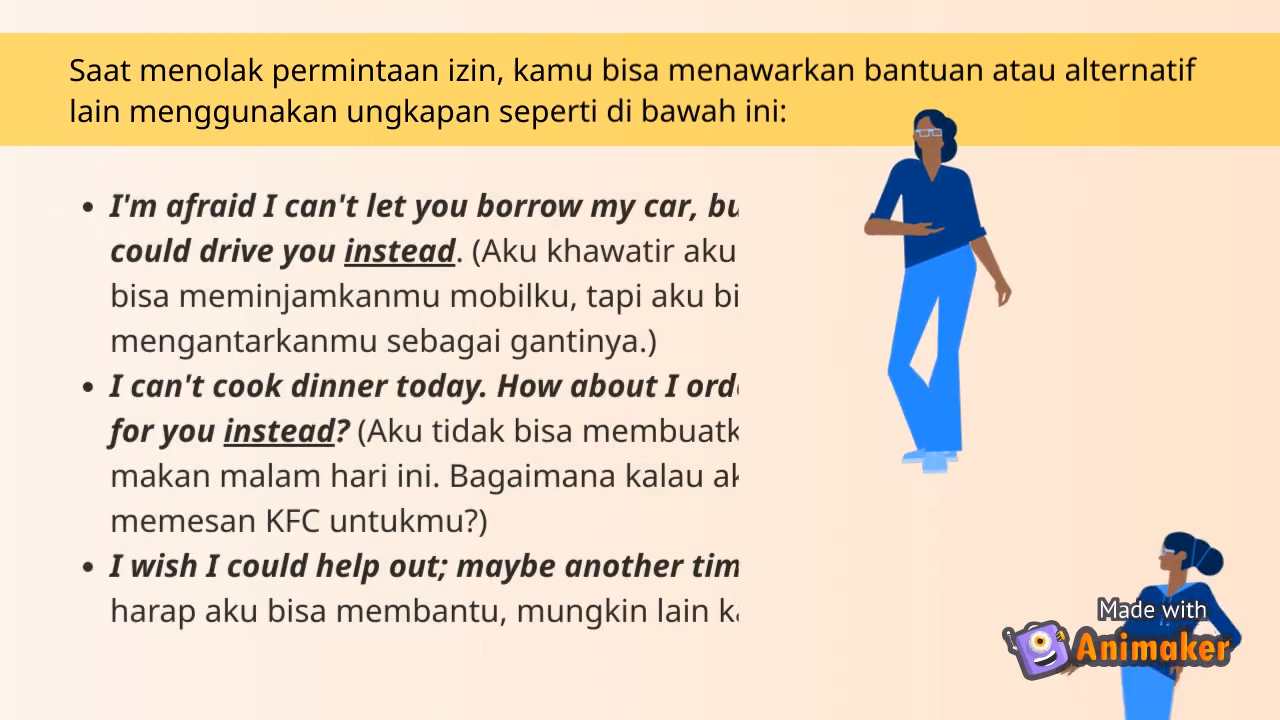 Saat menolak permintaan izin, kamu bisa menawarkan bantuan atau alternatif
lain menggunakan ungkapan seperti di bawah ini:
• I'm afraid I can't let you borrow my car,
could drive you instead. (Aku khawatir aku
bisa meminjamkanmu mobilku, tapi aku
mengantarkanmu sebagai gantinya.)
• I can't cook dinner today. How about I
for you instead? (Aku tidak bisa
makan malam hari ini. Bagaimana kalau
memesan KFC untukmu?)
• I wish I could help out; maybe another
harap aku bisa membantu, mungkin lain
Made with
Animaker